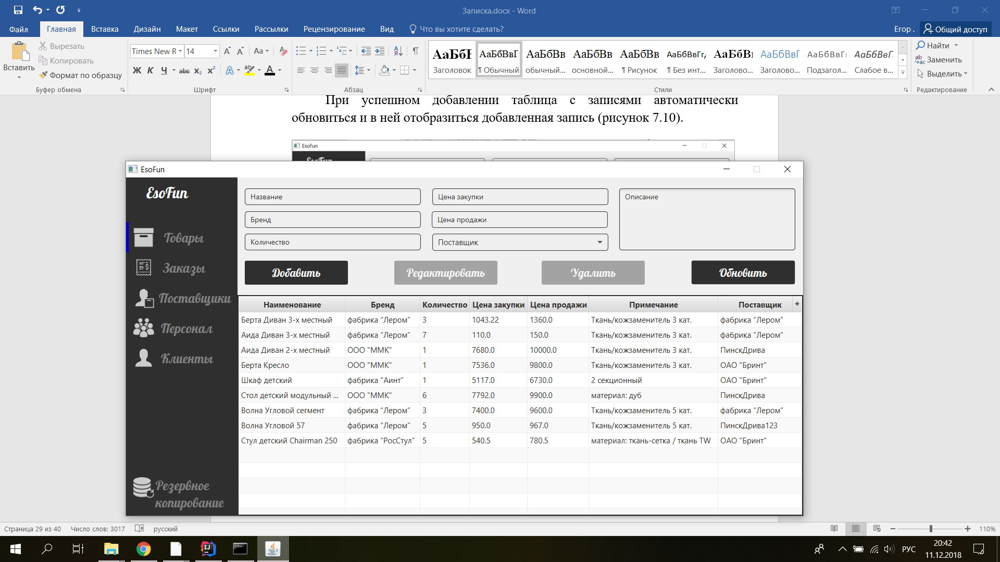 Записка.docx - Word
Файл Главная Вставка Дизайн Макет Ссылки Рассылки Рецензирование Вид Что вы хотите сделать? Егор . Общий доступ
Вставить
Вырезать
Копировать
Формат по образцу
Буфер обмена
Times New R 14 Aa
Ж К Ч abc x₂ x² A ab A
Шрифт
Абзац
АаБбІ АаБбВвГ АаБбВв АаБбВв АаБбВв АаБбВвГг, АаБбВ АаБбВвГ АаБбВвГ АаБбВвГ.
Заголовок ¶ Обычный обычный... основной... ¶ Рисунок ¶ Без инт... Заголово... Заголово... Подзагол... Слабое в...
Стили
Найти
Заменить
Выделить
Редактирование
При успешном добавлении таблица с записями автоматически
обновиться и в ней отобразиться добавленная запись (рисунок 7.10).
EsoFun
EsoFun
EsoFun
EsoFun
Товары
Заказы
Поставщики
Персонал
Клиенты
Резервное
копирование
Название Цена закупки Описание
Бренд Цена продажи
Количество Поставщик
Добавить Редактировать Удалить Обновить
Наименование Бренд Количество Цена закупки Цена продажи Примечание Поставщик +
Берта Диван 3-х местный фабрика “Лером” 3 1043.22 1360.0 Ткань/кожзаменитель 3 кат. фабрика “Лером”
Аида Диван 3-х местный фабрика “Лером” 7 110.0 150.0 Ткань/кожзаменитель 3 кат. фабрика “Лером”
Аида Диван 2-х местный ООО "ММК" 1 7680.0 10000.0 Ткань/кожзаменитель 3 кат. ПинскДрива
Берта Кресло ООО "ММК" 1 7536.0 9800.0 Ткань/кожзаменитель 3 кат. ОАО "Бринт"
Шкаф детский фабрика "Аинт" 1 5117.0 6730.0 2 секционный ОАО "Бринт"
Стол детский модульный ... ООО "ММК" 6 7792.0 9900.0 материал: дуб ПинскДрива
Волна Угловой сегмент фабрика “Лером” 3 7400.0 9600.0 Ткань/кожзаменитель 5 кат. фабрика “Лером”
Волна Угловой 57 фабрика “Лером” 5 950.0 967.0 Ткань/кожзаменитель 5 кат. ПинскДрива123
Стул детский Chairman 250 фабрика “РосСтул” 5 540.5 780.5 материал: ткань-сетка / ткань TW ОАО "Бринт"
Страница 29 из 40 Число слов: 3017 русский 110%
РУС
20:42
11.12.2018